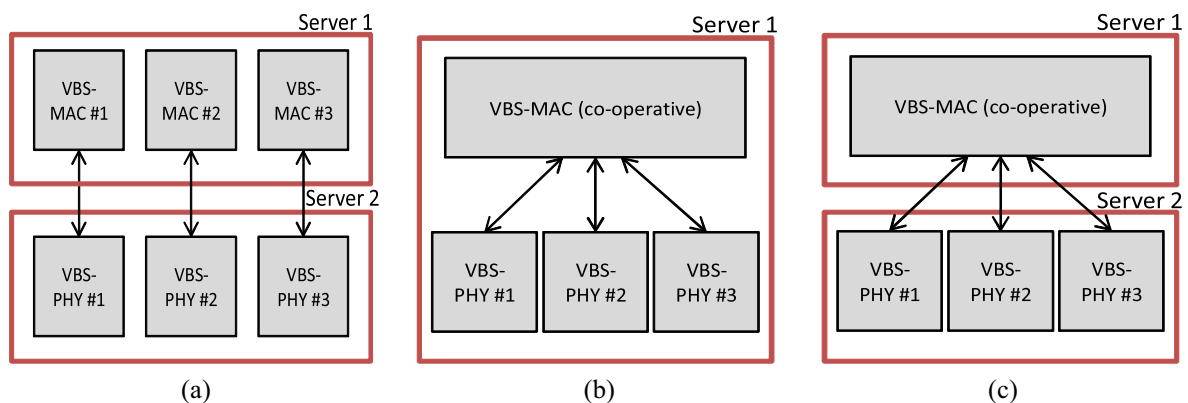 Server 1
VBS-
MAC #1
VBS-
MAC #2
VBS-
MAC #3
Server 2
VBS-
PHY #1
VBS-
PHY #2
VBS-
PHY #3
(a)
Server 1
VBS-MAC (co-operative)
VBS-
PHY #1
VBS-
PHY #2
VBS-
PHY #3
(b)
Server 1
VBS-MAC (co-operative)
Server 2
VBS-
PHY #1
VBS-
PHY #2
VBS-
PHY #3
(c)